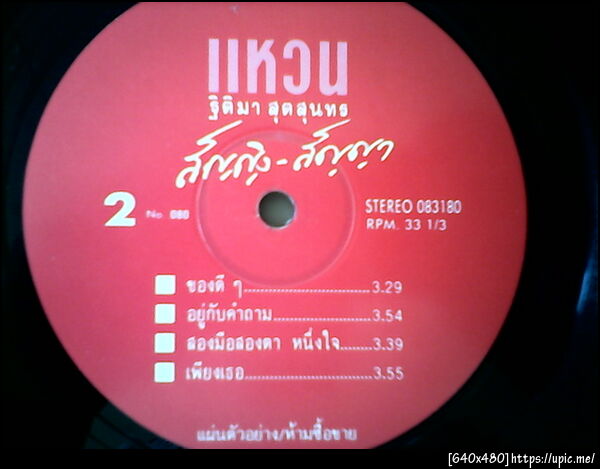 แหวน
ฐิติมา สุตสุนทร
สัญญิง - สัญญา
2 No. 080 STEREO 083180
RPM. 33 1/3
ของดี ๆ 3.29
อยู่กับคำถาม 3.54
สองมือสองตา หนึ่งใจ 3.39
เพียงเธอ 3.55
แผ่นตัวอย่าง/ห้ามซื้อขาย
[640x480]https://upic.me/